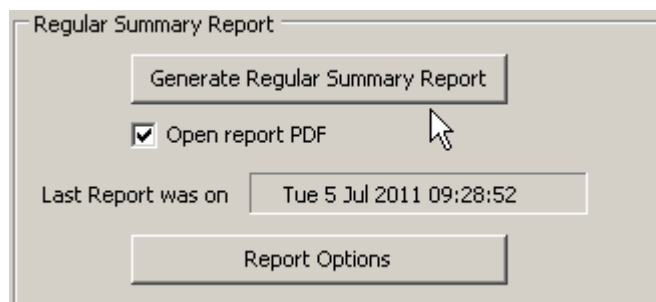 Regular Summary Report
Generate Regular Summary Report
Open report PDF
Last Report was on Tue 5 Jul 2011 09:28:52
Report Options